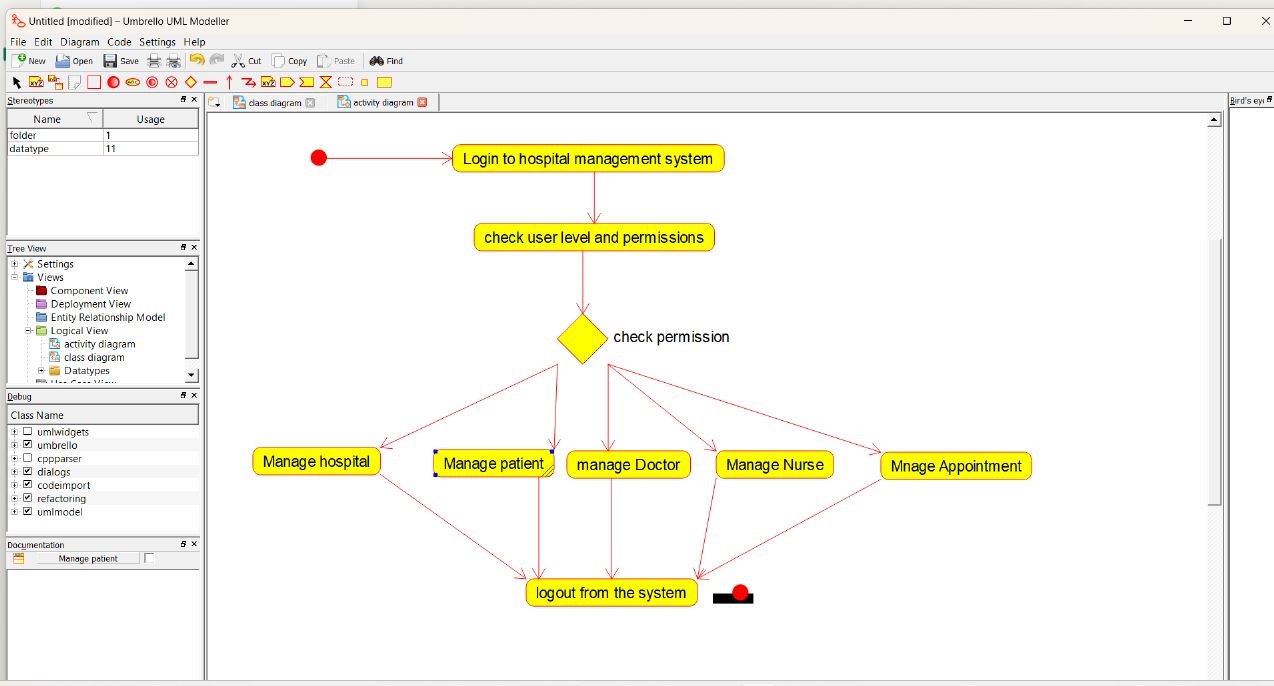 Untitled [modified] – Umbrello UML Modeller
File Edit Diagram Code Settings Help
New Open Save Cut Copy Paste Find
Stereotypes
Name Usage
folder 1
datatype 11
Tree View
Settings
Views
Component View
Deployment View
Entity Relationship Model
Logical View
activity diagram
class diagram
Datatypes
Debug
Class Name
umlwidgets
umbrello
cppparser
dialogs
codeimport
refactoring
umlmodel
Documentation
Manage patient
class diagram activity diagram
Bird's eye
Login to hospital management system
check user level and permissions
check permission
Manage hospital Manage patient manage Doctor Manage Nurse Mnage Appointment
logout from the system